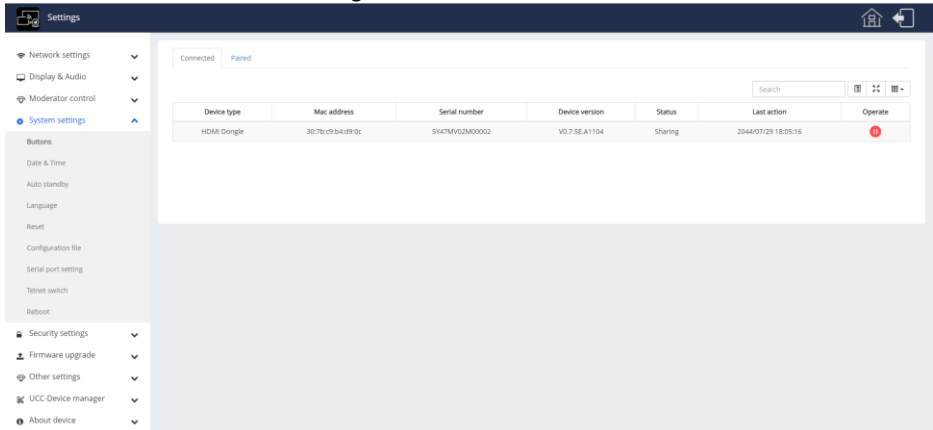 Settings
Network settings
Display & Audio
Moderator control
System settings
Buttons
Date & Time
Auto standby
Language
Reset
Configuration file
Serial port setting
Telnet switch
Reboot
Security settings
Firmware upgrade
Other settings
UCC-Device manager
About device
Connected Paired
Search
Device type Mac address Serial number Device version Status Last action Operate
HDMI Dongle 30:7b:c9:b4:d9:0c SY47MV02M00002 V0.7.5E.A1104 Sharing 2044/07/29 18:05:16